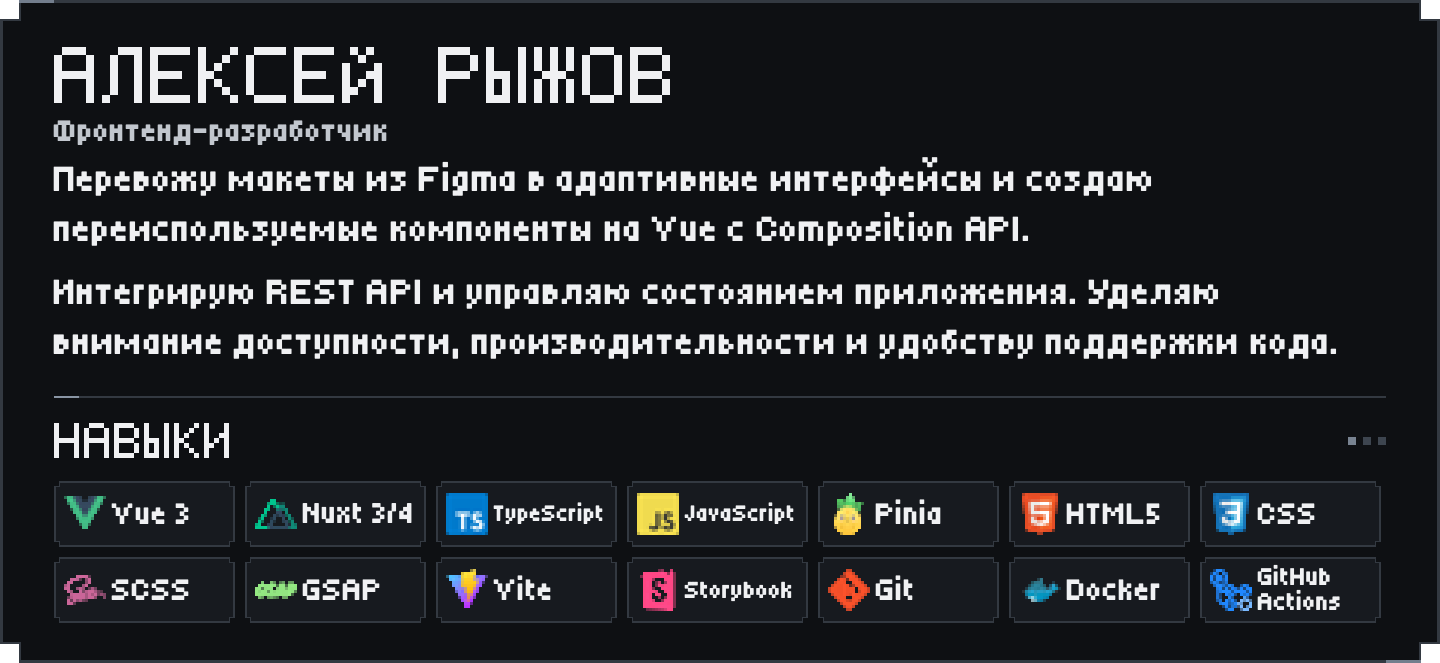 АЛЕКСЕЙ РЫЖОВ
Фронтенд-разработчик
Перевожу макеты из Figma в адаптивные интерфейсы и создаю
переиспользуемые компоненты на Vue с Composition API.
Интегрирую REST API и управляю состоянием приложения. Уделяю
внимание доступности, производительности и удобству поддержки кода.
НАВЫКИ
Vue 3
Nuxt 3/4
TS TypeScript
JS JavaScript
Pinia
5 HTML5
3 CSS
SCSS
GSAP
Vite
S Storybook
Git
Docker
GitHub
Actions